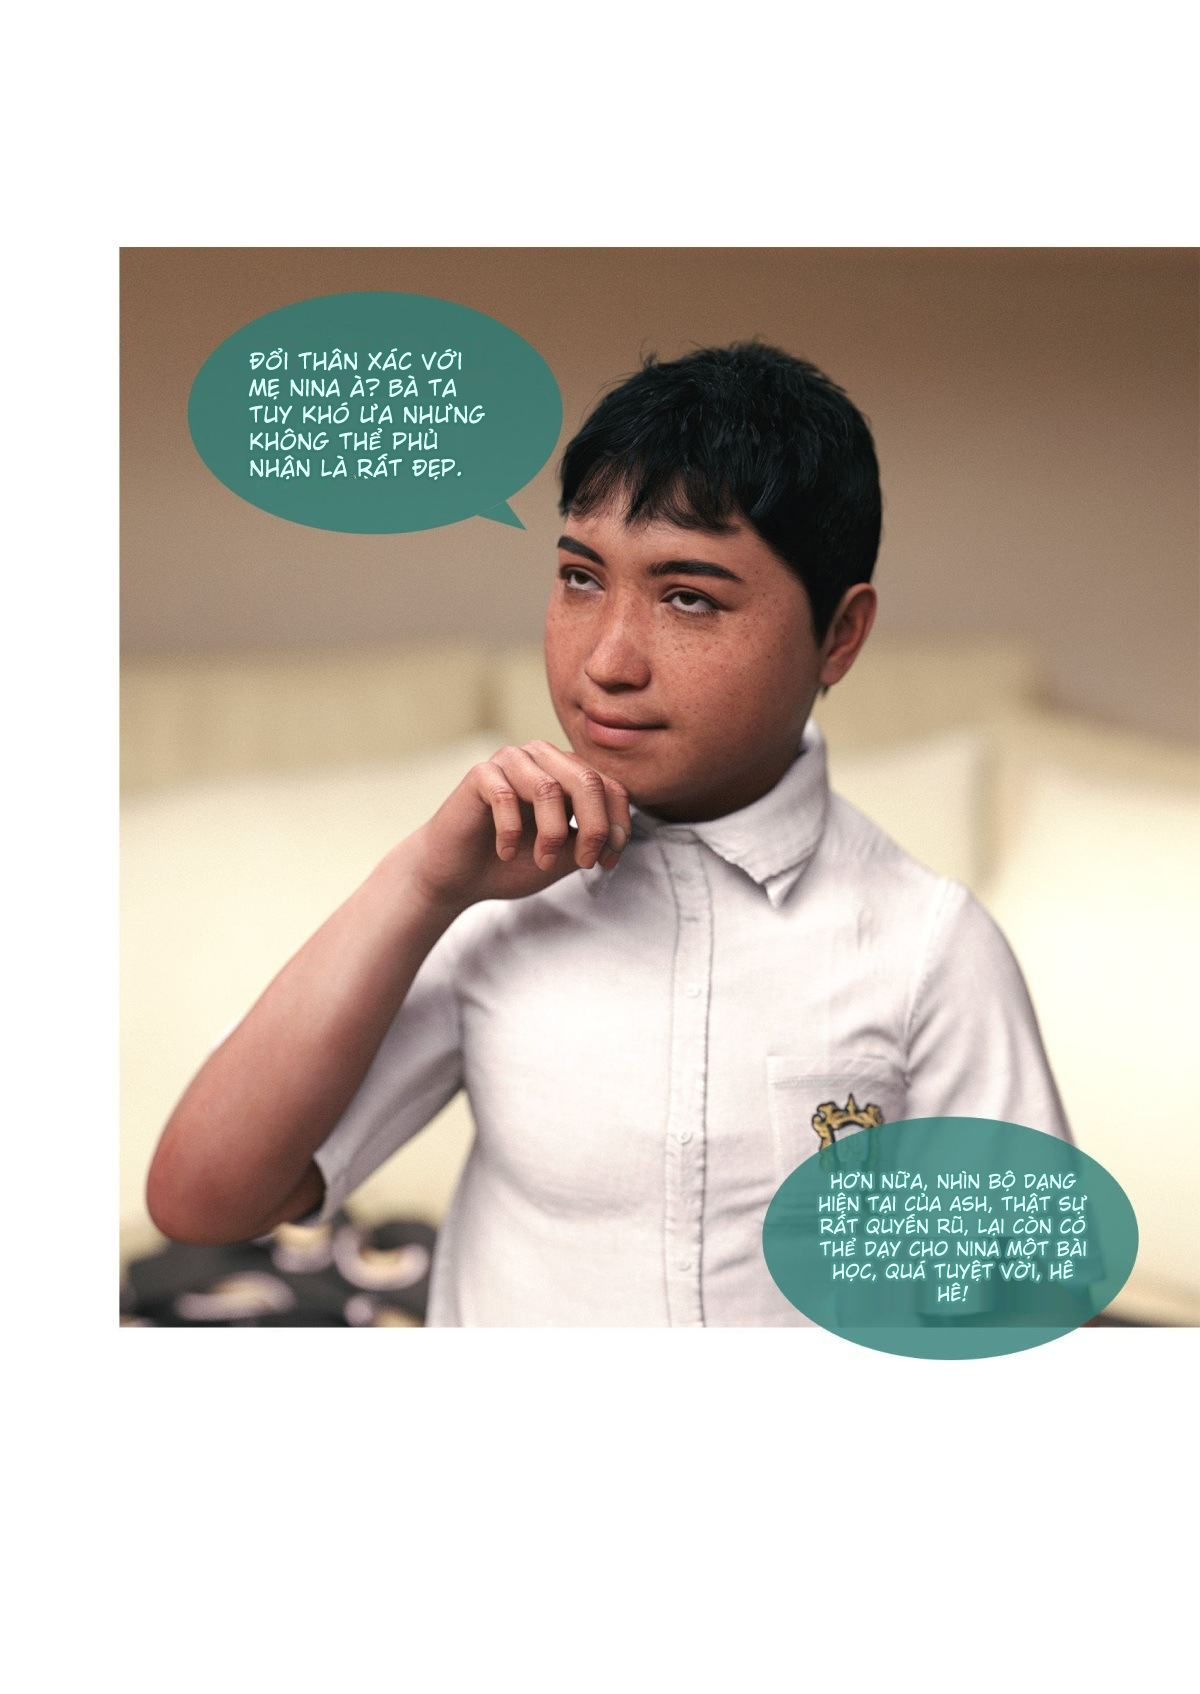 ĐỔI THÂN XÁC VỚI
MẸ NINA À? BÀ TA
TUY KHÓ ƯA NHƯNG
KHÔNG THỂ PHỦ
NHẬN LÀ RẤT ĐẸP.
HƠN NỮA, NHÌN BỘ DẠNG
HIỆN TẠI CỦA ASH, THẬT SỰ
RẤT QUYẾN RŨ, LẠI CÒN CÓ
THỂ DẠY CHO NINA MỘT BÀI
HỌC, QUÁ TUYỆT VỜI, HÊ
HÊ!